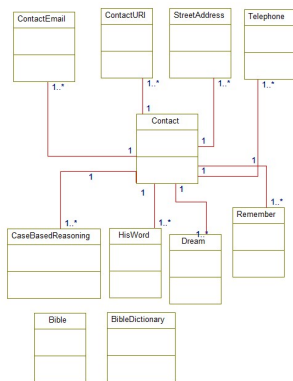 ContactEmail
ContactURI
StreetAddress
Telephone
1..*
1..*
1..*
1..*
1
Contact
1
1
1
1
1
1
1
1..*
1..*
1..*
1..*
CaseBasedReasoning
HisWord
Dream
Remember
Bible
BibleDictionary